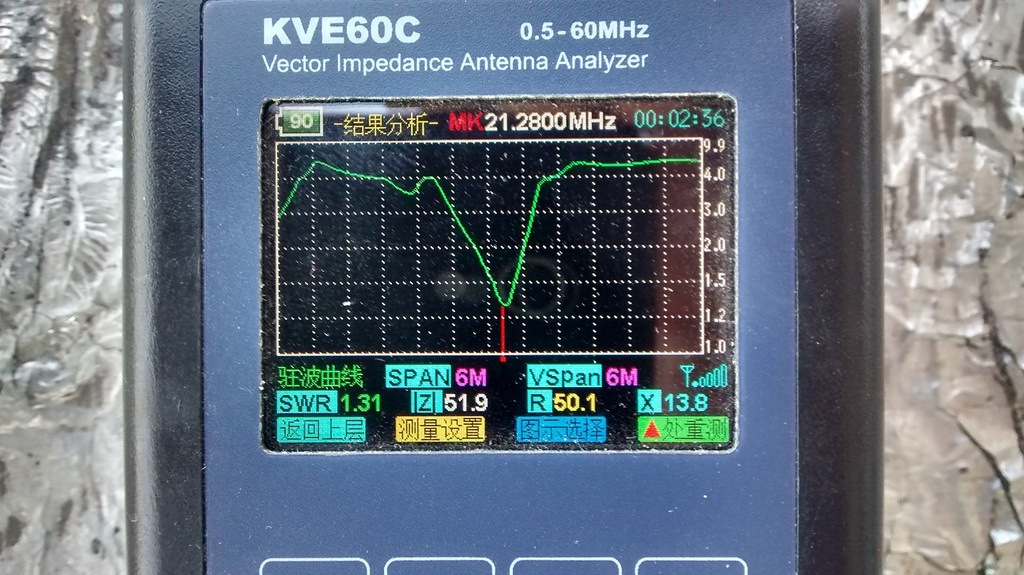 KVE60C 0.5-60MHz
Vector Impedance Antenna Analyzer
90 -结果分析- MK21.2800MHz 00:02:36
9.9
4.0
3.0
2.0
1.5
1.2
1.0
驻波曲线 SPAN 6M VSpan 6M
SWR 1.31 |Z| 51.9 R 50.1 X 13.8
返回上层 测量设置 图示选择 ▲处重测